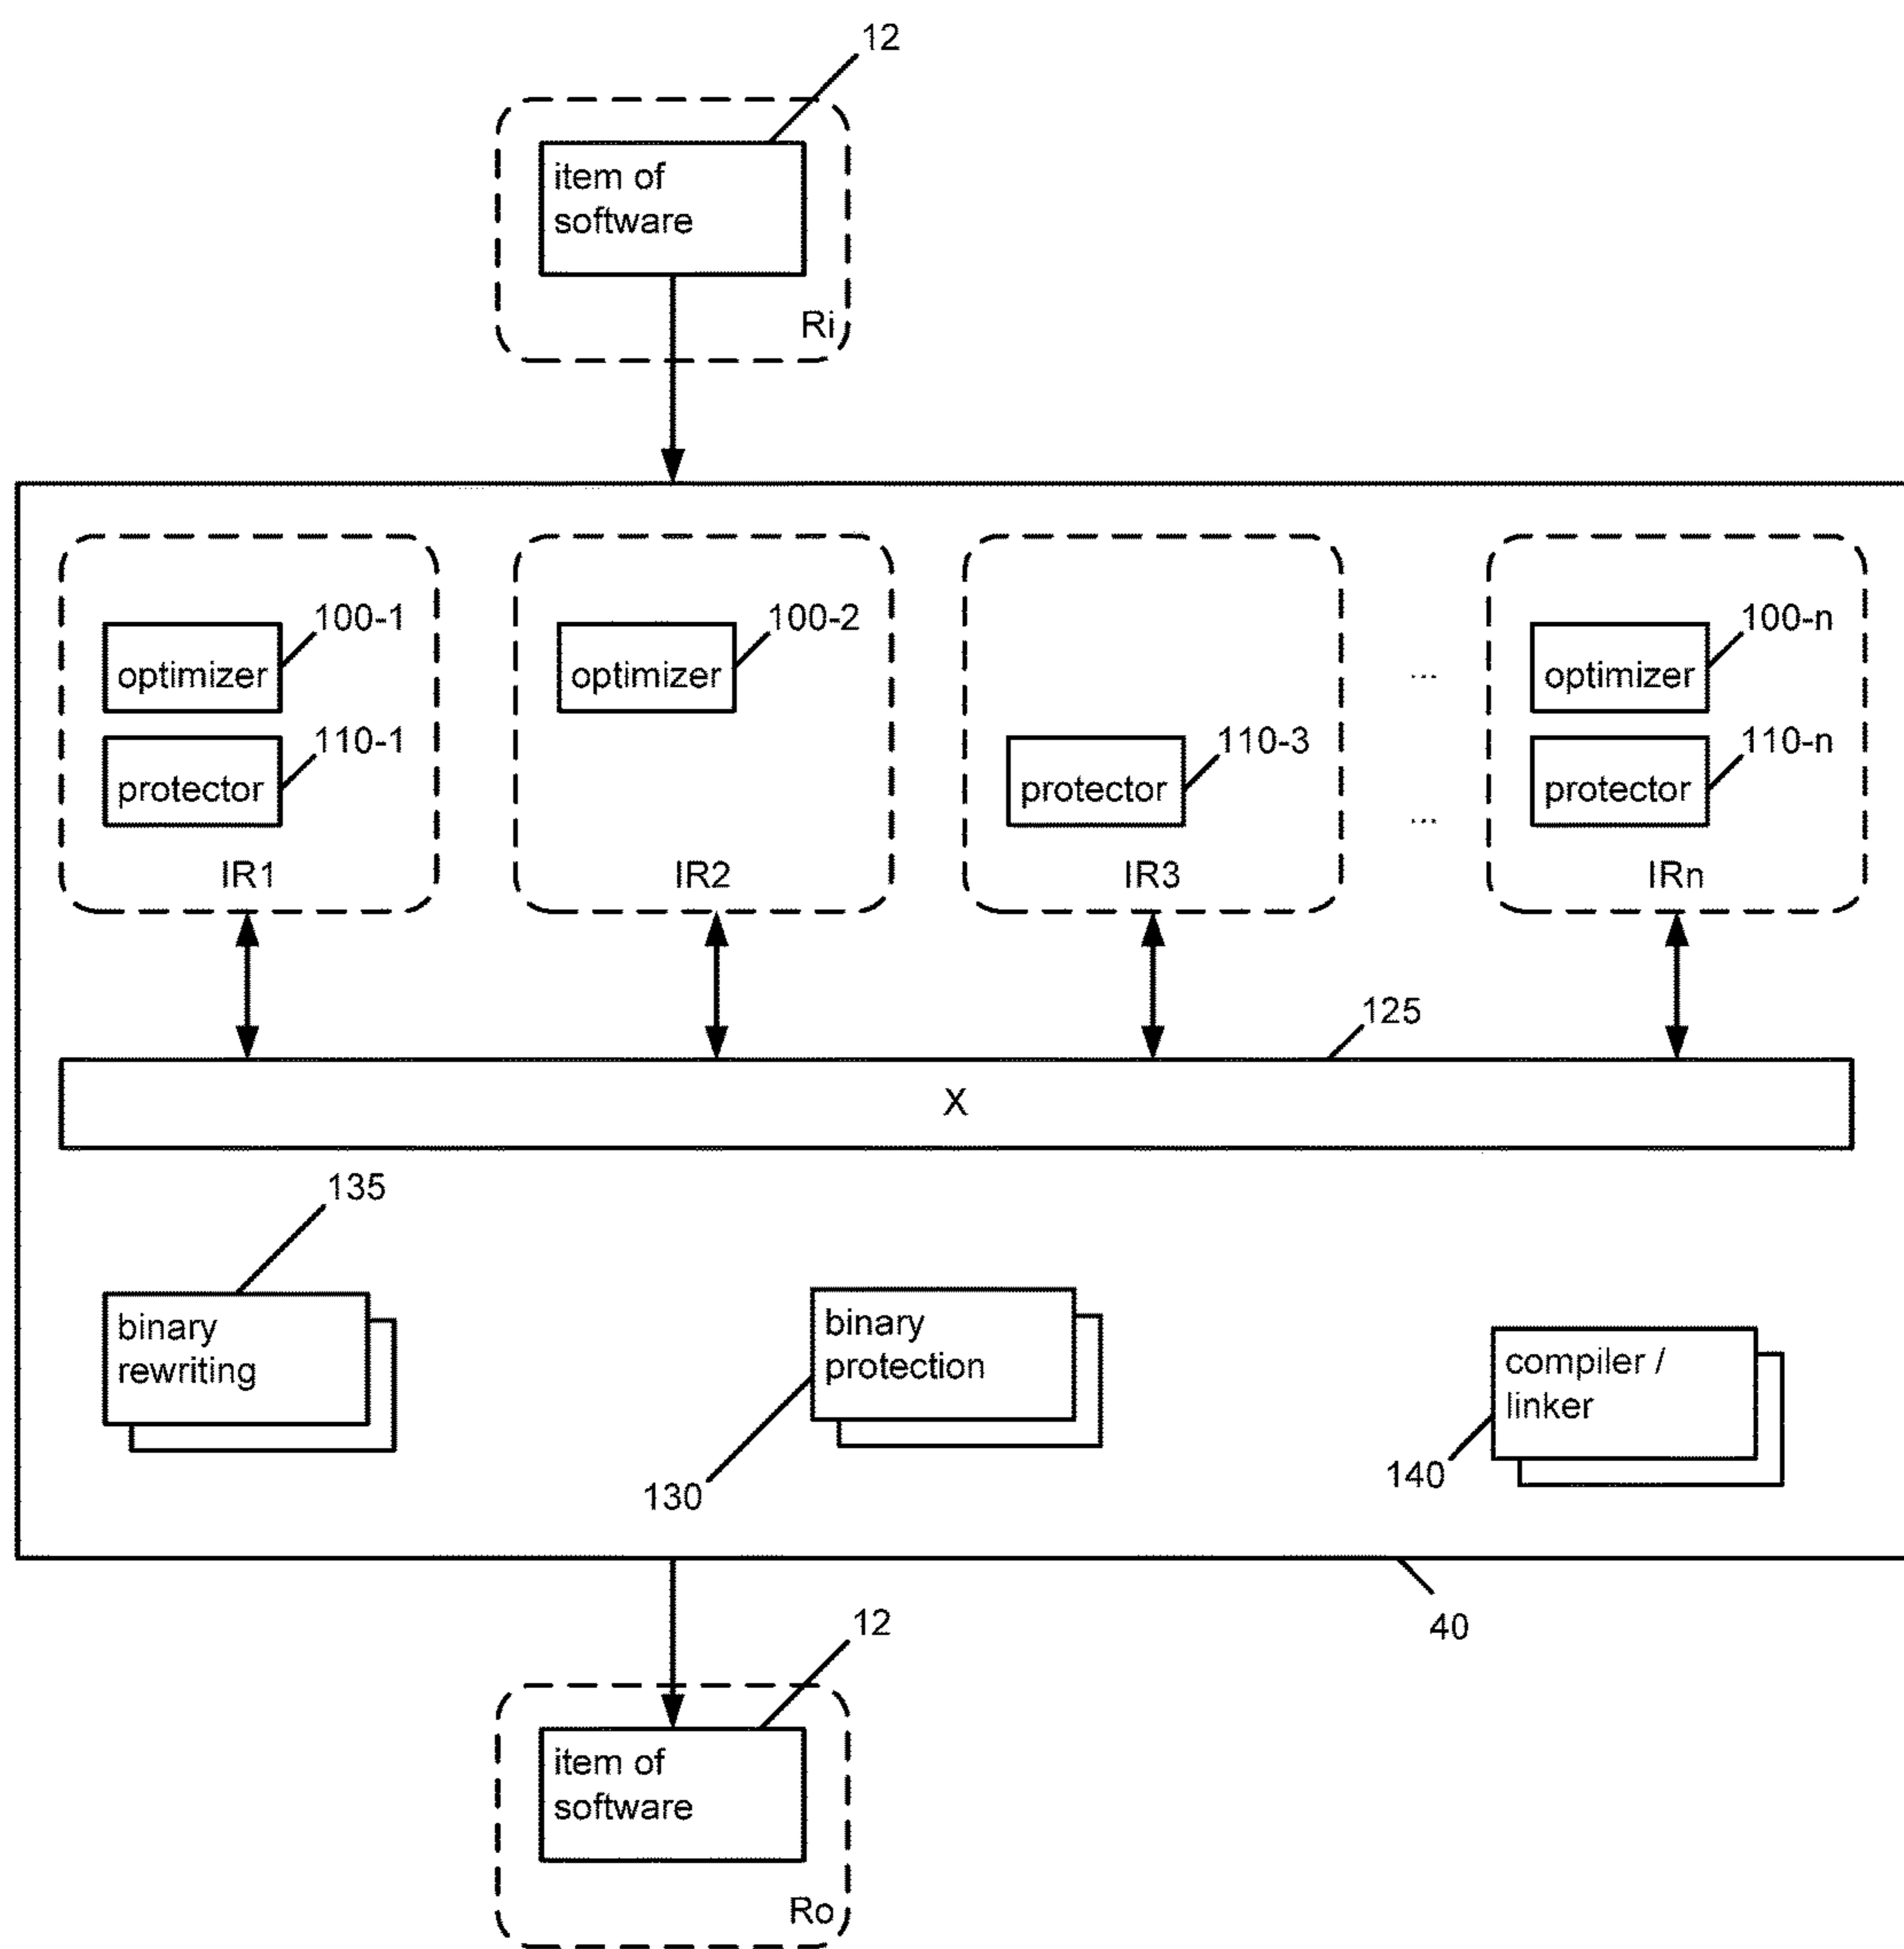 12
item of
software
Ri
100-1
100-2
100-n
optimizer
optimizer
...
optimizer
110-1
110-3
110-n
protector
protector
...
protector
IR1
IR2
IR3
IRn
125
X
135
binary
rewriting
binary
protection
compiler /
linker
130
140
40
12
item of
software
Ro